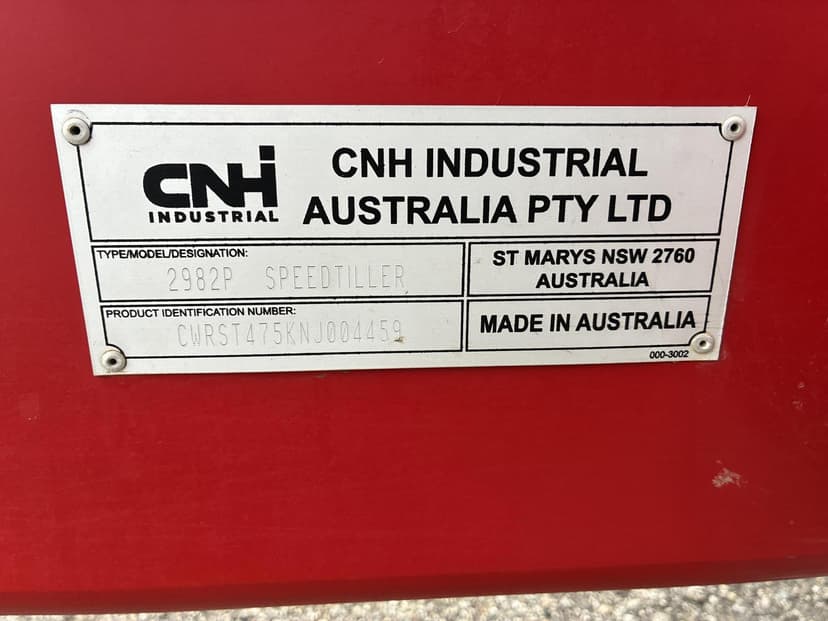 CNH
INDUSTRIAL
CNH INDUSTRIAL
AUSTRALIA PTY LTD
TYPE/MODEL/DESIGNATION:
2982P SPEEDTILLER
ST MARYS NSW 2760
AUSTRALIA
PRODUCT IDENTIFICATION NUMBER:
CWRST475KNJ004459
MADE IN AUSTRALIA
000-3002